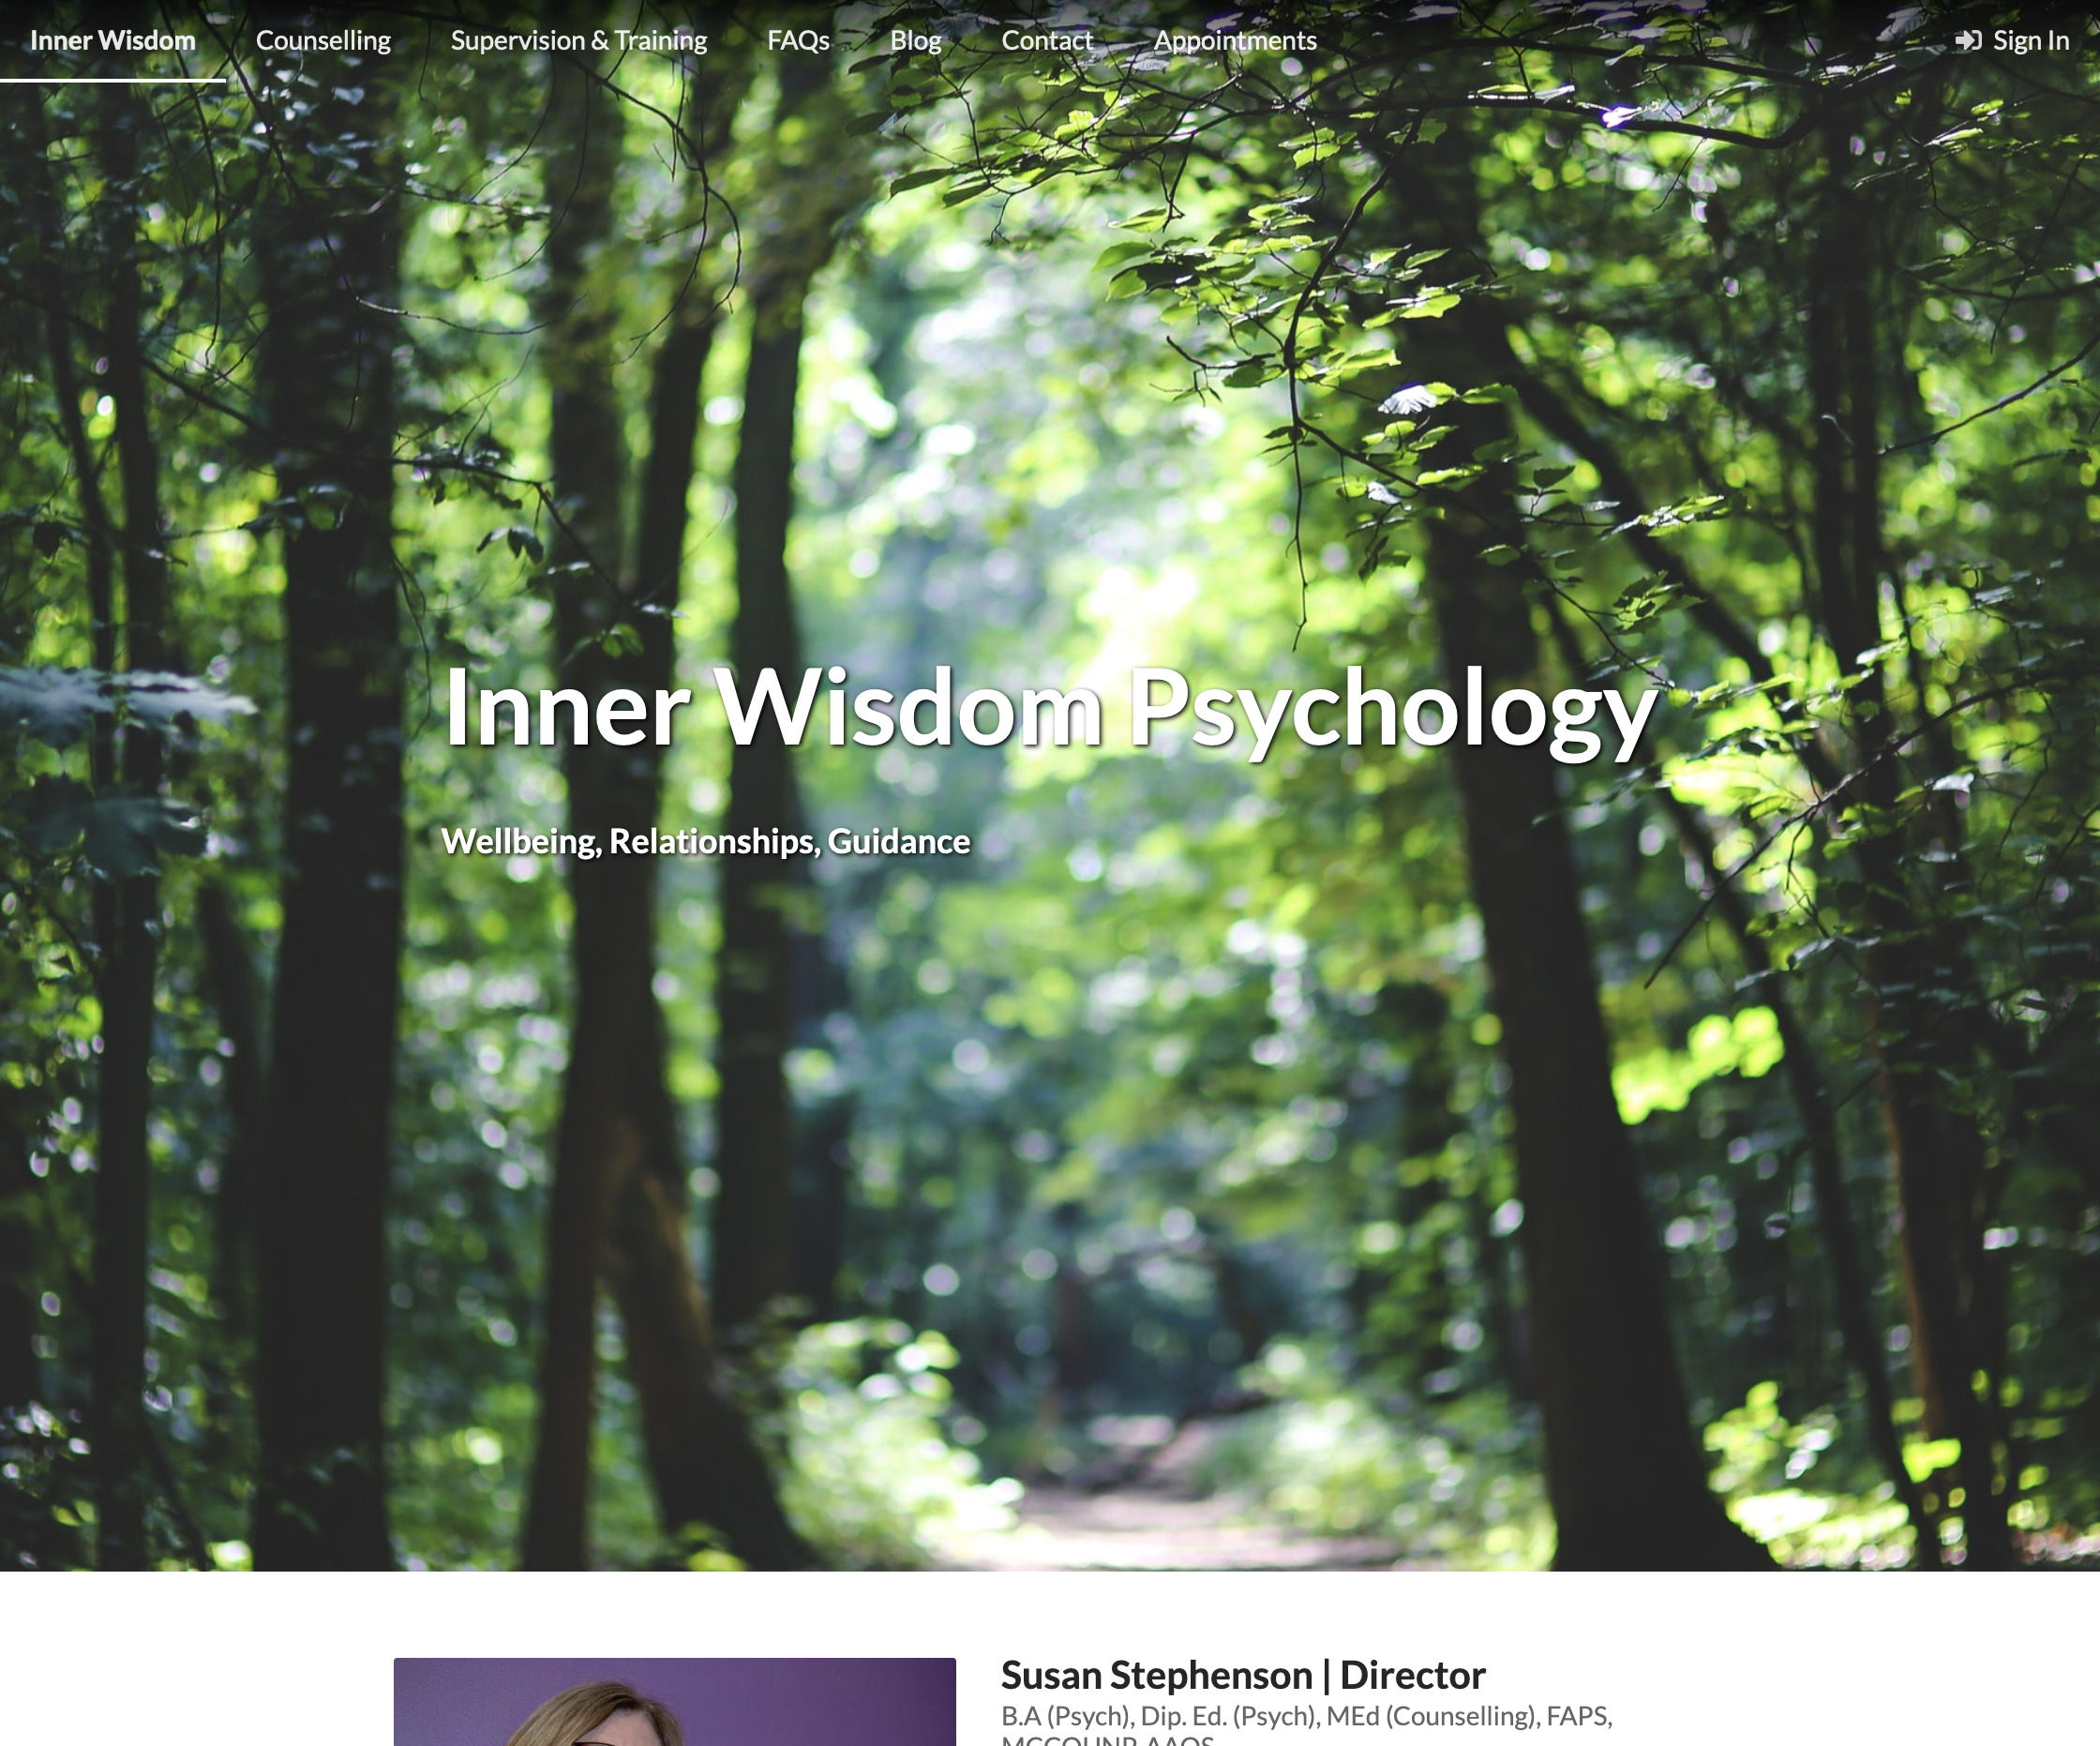 Inner Wisdom
Counselling
Supervision & Training
FAQs
Blog
Contact
Appointments
Sign In
Inner Wisdom Psychology
Wellbeing, Relationships, Guidance
Susan Stephenson | Director
B.A (Psych), Dip. Ed. (Psych), MEd (Counselling), FAPS,